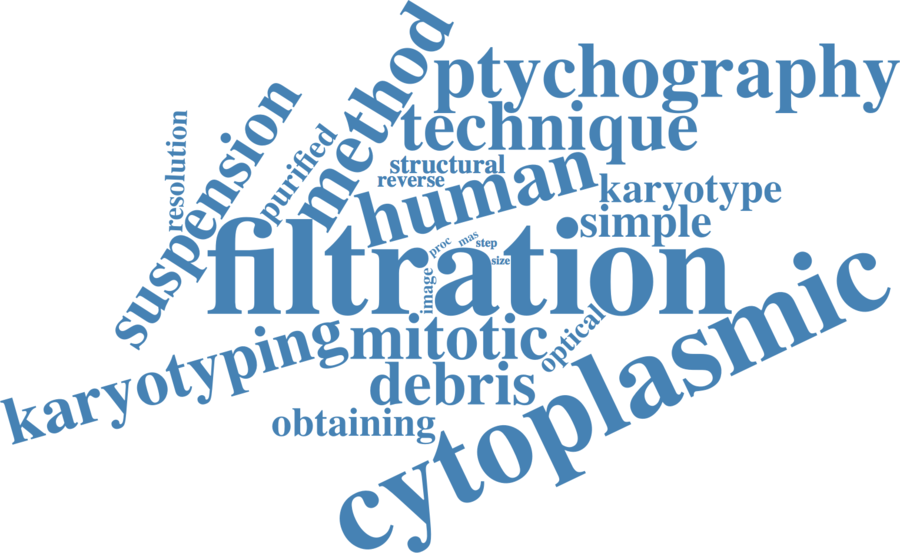 method
ptychography
technique
suspension
resolution
purified
structural
reverse
human
karyotype
simple
filtration
proc
mas
step
size
image
optical
karyotyping
mitotic
debris
obtaining
cytoplasmic